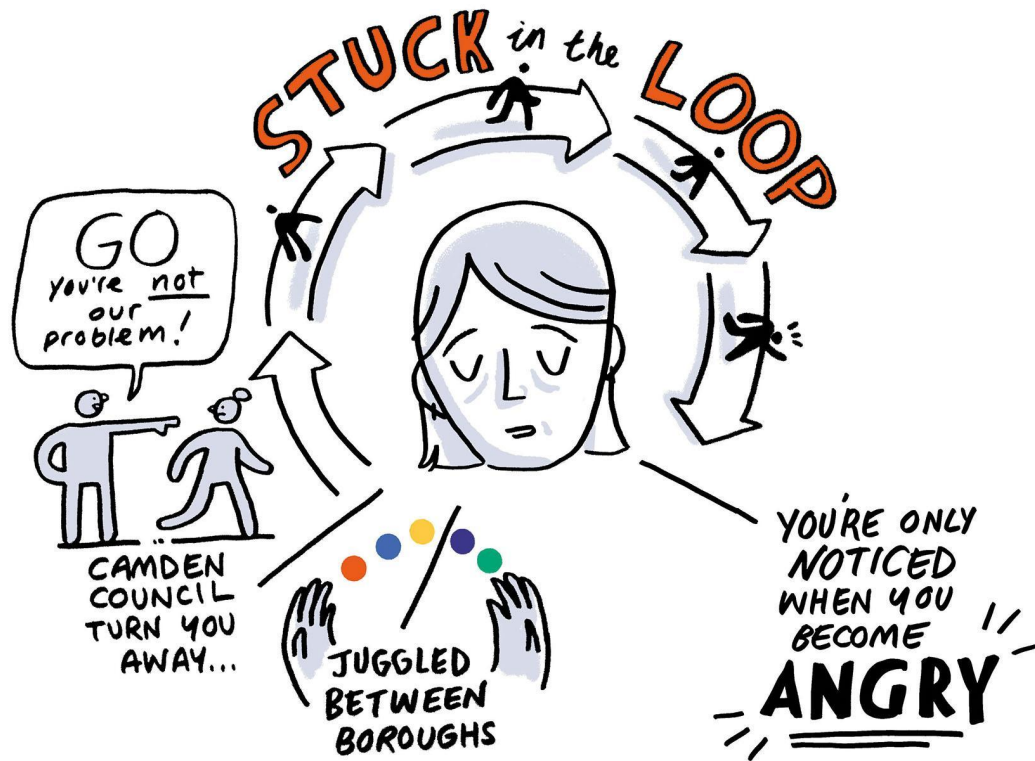 STUCK in the LOOP
GO
you're not
our
problem!
CAMDEN
COUNCIL
TURN YOU
AWAY...
JUGGLED
BETWEEN
BOROUGHS
YOU'RE ONLY
NOTICED
WHEN YOU
BECOME
ANGRY